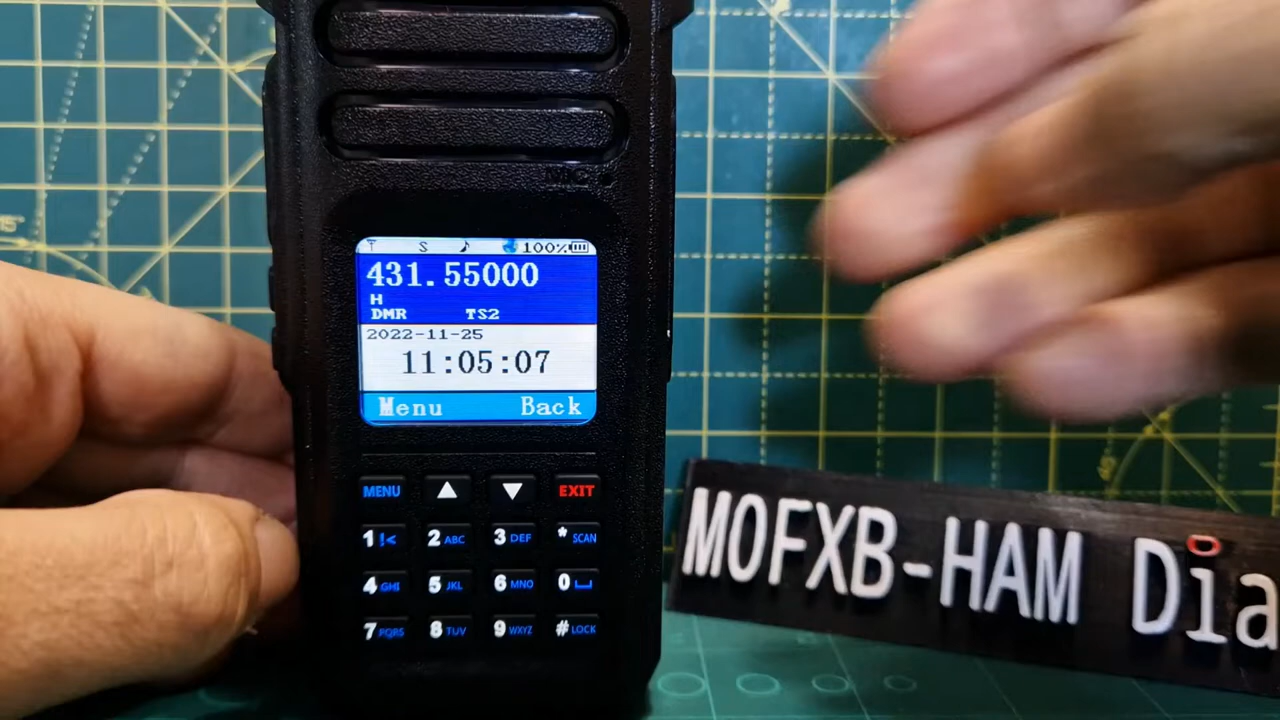 MIC
S 100%
431.55000
H
DMR TS2
2022-11-25
11:05:07
Menu Back
MENU EXIT
1 !< 2 ABC 3 DEF * SCAN
4 GHI 5 JKL 6 MNO 0
7 PQRS 8 TUV 9 WXYZ # LOCK
M0FXB-HAM Dia
15°